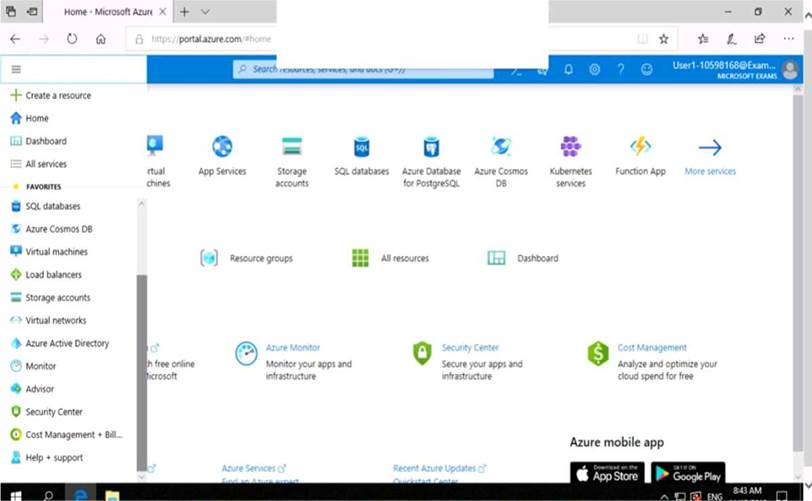 Home - Microsoft Azure
https://portal.azure.com/#home
Search resources, services, and docs (G+/)
User1-10598168@Exam...
MICROSOFT EXAMS
Create a resource
Home
Dashboard
All services
FAVORITES
SQL databases
Azure Cosmos DB
Virtual machines
Load balancers
Storage accounts
Virtual networks
Azure Active Directory
Monitor
Advisor
Security Center
Cost Management + Bill...
Help + support
rtual
chines
App Services
Storage
accounts
SQL
SQL databases
Azure Database
for PostgreSQL
Azure Cosmos
DB
Kubernetes
services
Function App
More services
Resource groups
All resources
Dashboard
h free online
icrosoft
Azure Monitor
Monitor your apps and
infrastructure
Security Center
Secure your apps and
infrastructure
Cost Management
Analyze and optimize your
cloud spend for free
Azure Services
Find an Azure expert
Recent Azure Updates
Quickstart Center
Azure mobile app
Download on the
App Store
GET IT ON
Google Play
ENG
8:43 AM